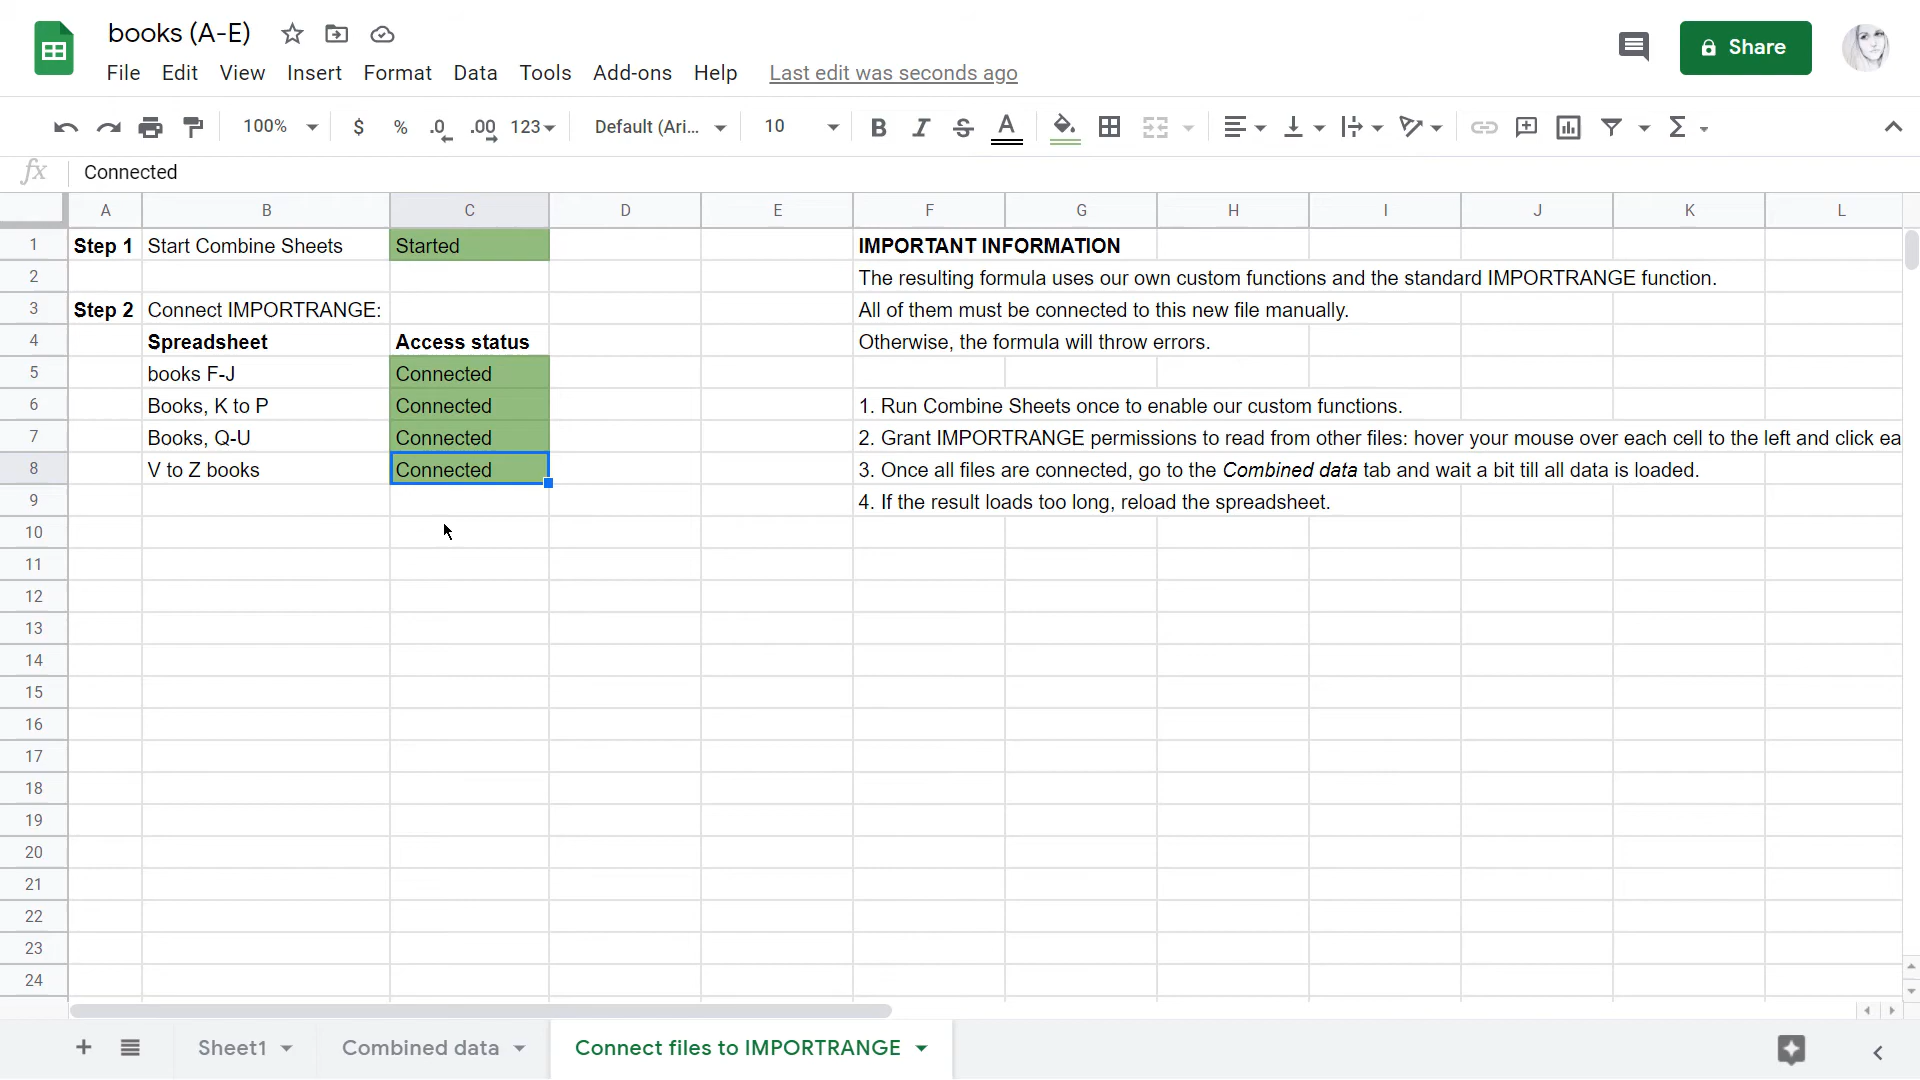 books (A-E)
File Edit View Insert Format Data Tools Add-ons Help Last edit was seconds ago
Share
100% $ % .0 .00 123 Default (Ari... 10 B I S A Σ
fx Connected
A B C D E F G H I J K L
1 Step 1 Start Combine Sheets Started IMPORTANT INFORMATION
2 The resulting formula uses our own custom functions and the standard IMPORTRANGE function.
3 Step 2 Connect IMPORTRANGE: All of them must be connected to this new file manually.
4 Spreadsheet Access status Otherwise, the formula will throw errors.
5 books F-J Connected
6 Books, K to P Connected 1. Run Combine Sheets once to enable our custom functions.
7 Books, Q-U Connected 2. Grant IMPORTRANGE permissions to read from other files: hover your mouse over each cell to the left and click ea
8 V to Z books Connected 3. Once all files are connected, go to the Combined data tab and wait a bit till all data is loaded.
9 4. If the result loads too long, reload the spreadsheet.
10
11
12
13
14
15
16
17
18
19
20
21
22
23
24
Sheet1 Combined data Connect files to IMPORTRANGE